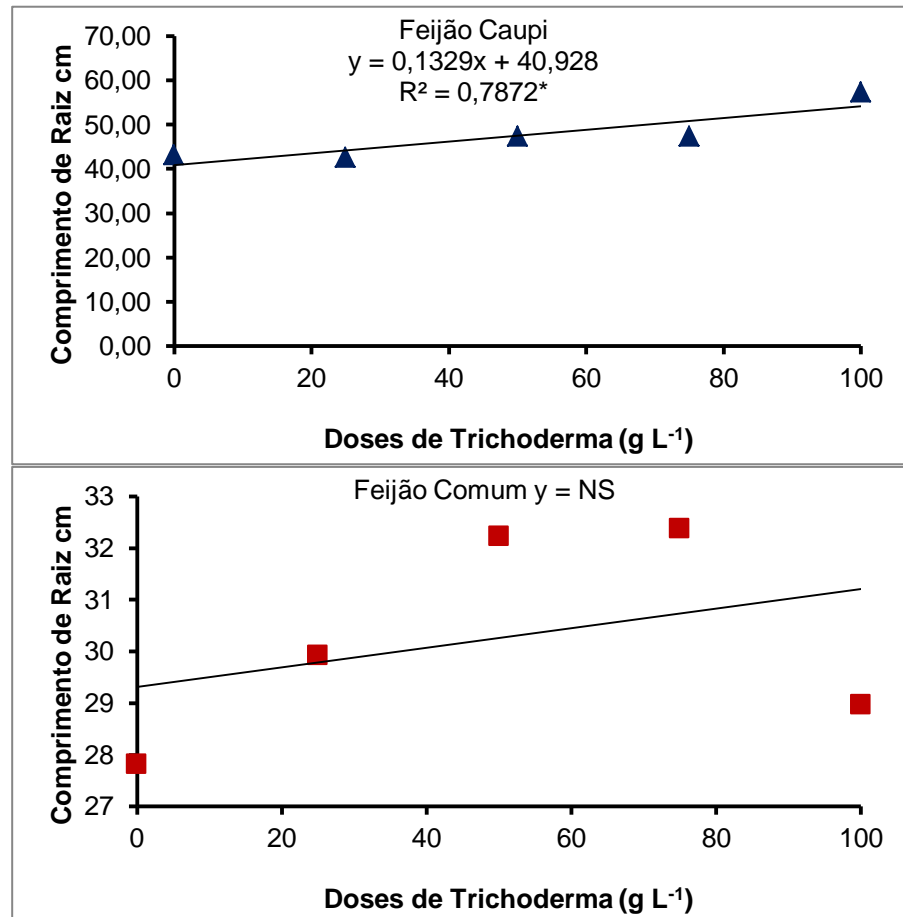 Feijão Caupi
y = 0,1329x + 40,928
R² = 0,7872*
Comprimento de Raiz cm
70,00
60,00
50,00
40,00
30,00
20,00
10,00
0,00
0 20 40 60 80 100
Doses de Trichoderma (g L⁻¹)
Feijão Comum y = NS
Comprimento de Raiz cm
33
32
31
30
29
28
27
0 20 40 60 80 100
Doses de Trichoderma (g L⁻¹)